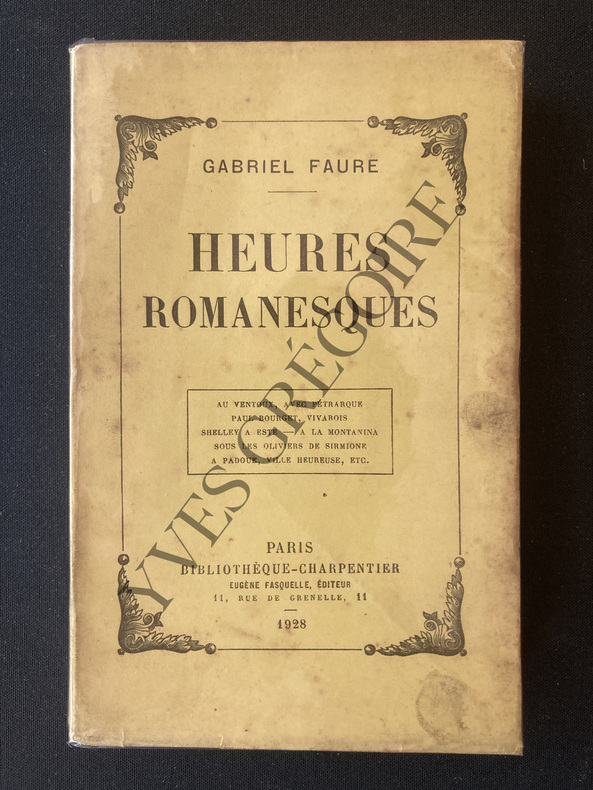 GABRIEL FAURE
HEURES
ROMANESQUES
AU VENTOUX, AVEC PÉTRARQUE
PAUL BOURGET, VIVAROIS
SHELLEY A ESTE — A LA MONTANINA
SOUS LES OLIVIERS DE SIRMIONE
A PADOUE, VILLE HEUREUSE, ETC.
PARIS
BIBLIOTHÈQUE-CHARPENTIER
EUGÈNE FASQUELLE, ÉDITEUR
11, RUE DE GRENELLE, 11
1928
YVES GRÉGOIRE